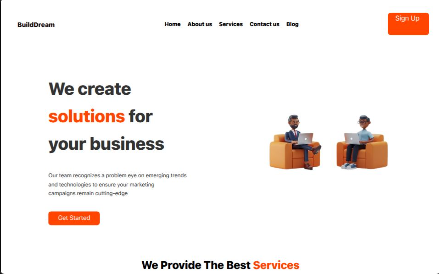 BuildDream
Home About us Services Contact us Blog
Sign Up
We create
solutions for
your business
Our team recognizes a problem eye on emerging trends
and technologies to ensure your marketing
campaigns remain cutting-edge
Get Started
We Provide The Best Services